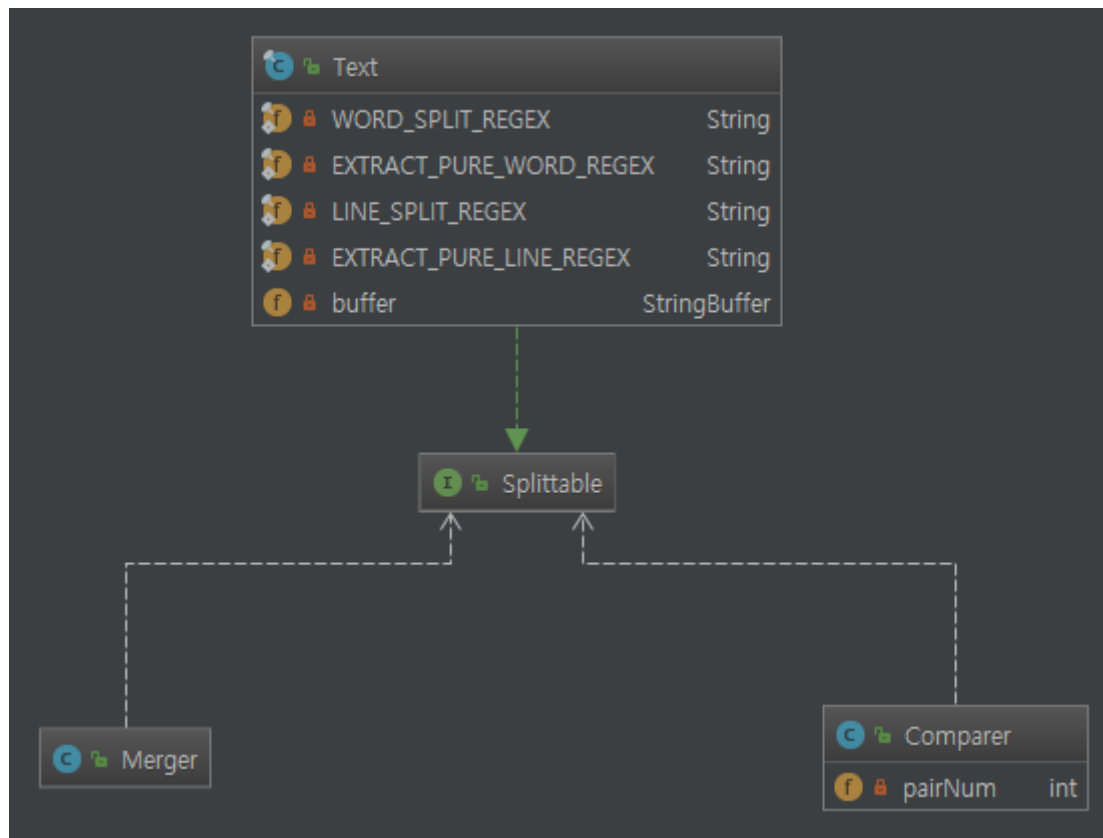 Text
WORD_SPLIT_REGEX String
EXTRACT_PURE_WORD_REGEX String
LINE_SPLIT_REGEX String
EXTRACT_PURE_LINE_REGEX String
buffer StringBuffer
Splittable
Merger
Comparer
pairNum int